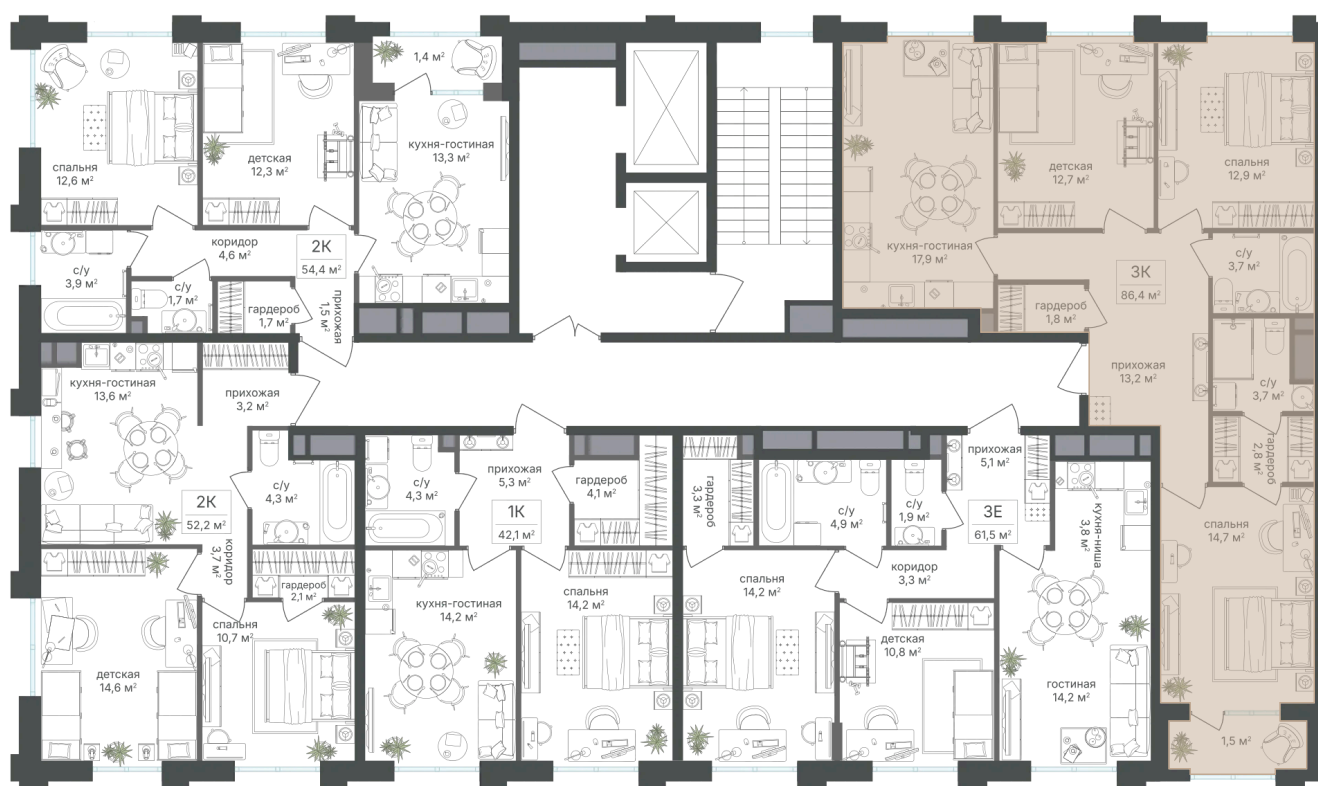 1,4 м²
кухня-гостиная
13,3 м²
детская
12,3 м²
спальня
12,6 м²
коридор
4,6 м²
2К
54,4 м²
с/у
3,9 м²
с/у
1,7 м²
гардероб
1,7 м²
прихожая
1,5 м²
кухня-гостиная
17,9 м²
детская
12,7 м²
спальня
12,9 м²
3К
86,4 м²
с/у
3,7 м²
гардероб
1,8 м²
прихожая
13,2 м²
с/у
3,7 м²
гардероб
2,8 м²
спальня
14,7 м²
1,5 м²
кухня-гостиная
13,6 м²
прихожая
3,2 м²
с/у
4,3 м²
2К
52,2 м²
коридор
3,7 м²
гардероб
2,1 м²
спальня
10,7 м²
детская
14,6 м²
с/у
4,3 м²
прихожая
5,3 м²
гардероб
4,1 м²
1К
42,1 м²
кухня-гостиная
14,2 м²
спальня
14,2 м²
гардероб
3,3 м²
с/у
4,9 м²
с/у
1,9 м²
прихожая
5,1 м²
3Е
61,5 м²
кухня-ниша
3,8 м²
коридор
3,3 м²
спальня
14,2 м²
детская
10,8 м²
гостиная
14,2 м²